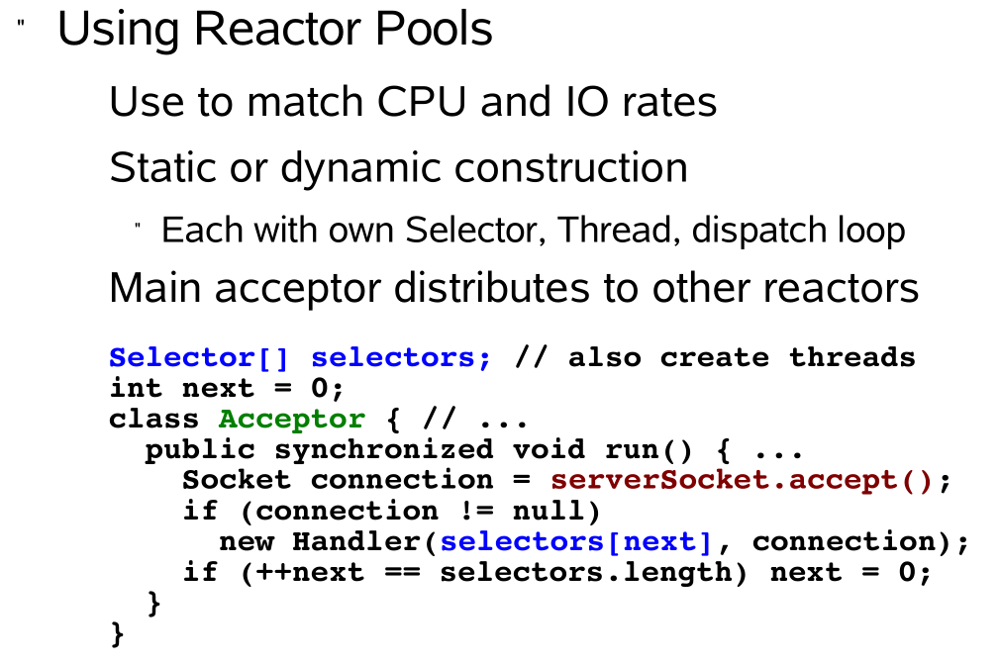 " Using Reactor Pools
Use to match CPU and IO rates
Static or dynamic construction
" Each with own Selector, Thread, dispatch loop
Main acceptor distributes to other reactors
Selector[] selectors; // also create threads
int next = 0;
class Acceptor { // ...
  public synchronized void run() { ...
    Socket connection = serverSocket.accept();
    if (connection != null)
      new Handler(selectors[next], connection);
    if (++next == selectors.length) next = 0;
  }
}